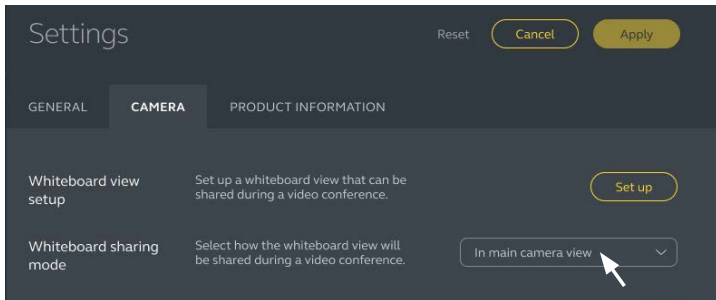 Settings
Reset
Cancel
Apply
GENERAL
CAMERA
PRODUCT INFORMATION
Whiteboard view
setup
Set up a whiteboard view that can be
shared during a video conference.
Set up
Whiteboard sharing
mode
Select how the whiteboard view will
be shared during a video conference.
In main camera view